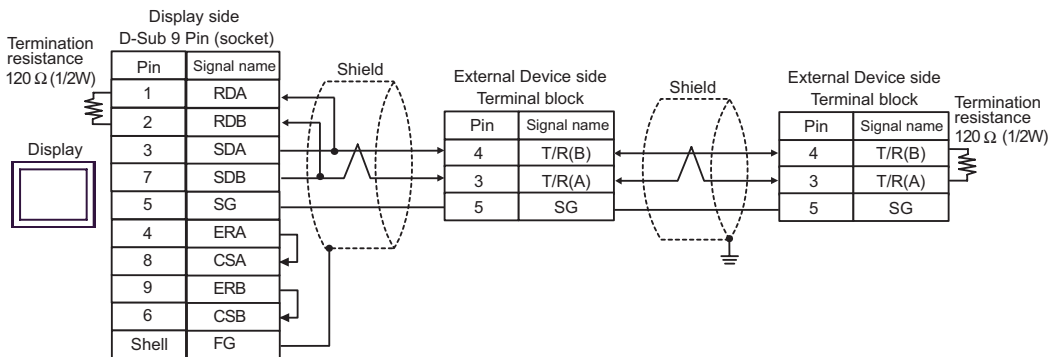 Display side
D-Sub 9 Pin (socket)
Termination
resistance
120 Ω (1/2W)
Display
Pin Signal name
1 RDA
2 RDB
3 SDA
7 SDB
5 SG
4 ERA
8 CSA
9 ERB
6 CSB
Shell FG
Shield
External Device side
Terminal block
Pin Signal name
4 T/R(B)
3 T/R(A)
5 SG
Shield
External Device side
Terminal block
Pin Signal name
4 T/R(B)
3 T/R(A)
5 SG
Termination
resistance
120 Ω (1/2W)